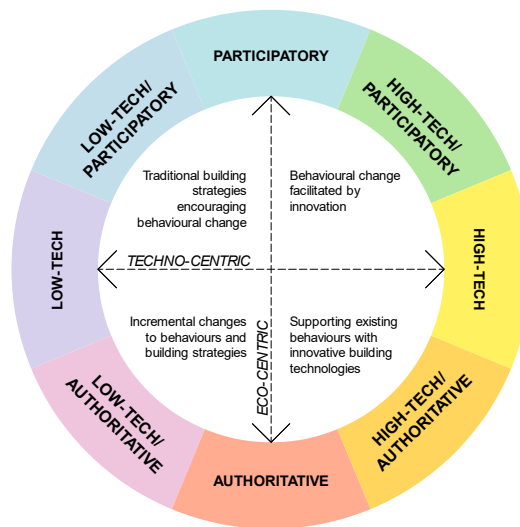 PARTICIPATORY
LOW-TECH/
PARTICIPATORY
HIGH-TECH/
PARTICIPATORY
Traditional building
strategies
encouraging
behavioural change
Behavioural change
facilitated by
innovation
LOW-TECH
TECHNO-CENTRIC
HIGH-TECH
Incremental changes
to behaviours and
building strategies
ECO-CENTRIC
Supporting existing
behaviours with
innovative building
technologies
LOW-TECH/
AUTHORITATIVE
HIGH-TECH/
AUTHORITATIVE
AUTHORITATIVE